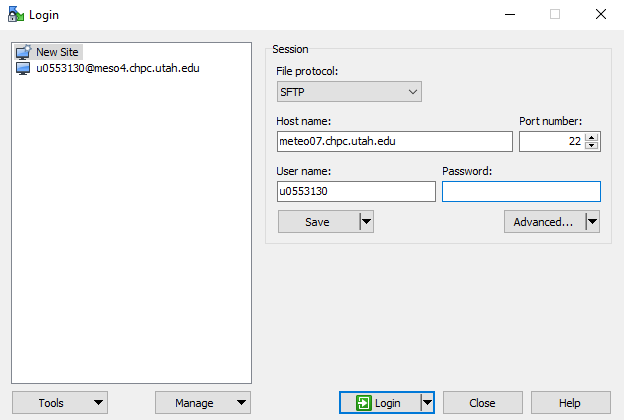 Login
New Site
u0553130@meso4.chpc.utah.edu
Session
File protocol:
SFTP
Host name:
Port number:
meteo07.chpc.utah.edu
22
User name:
Password:
u0553130
Save
Advanced...
Tools
Manage
Login
Close
Help